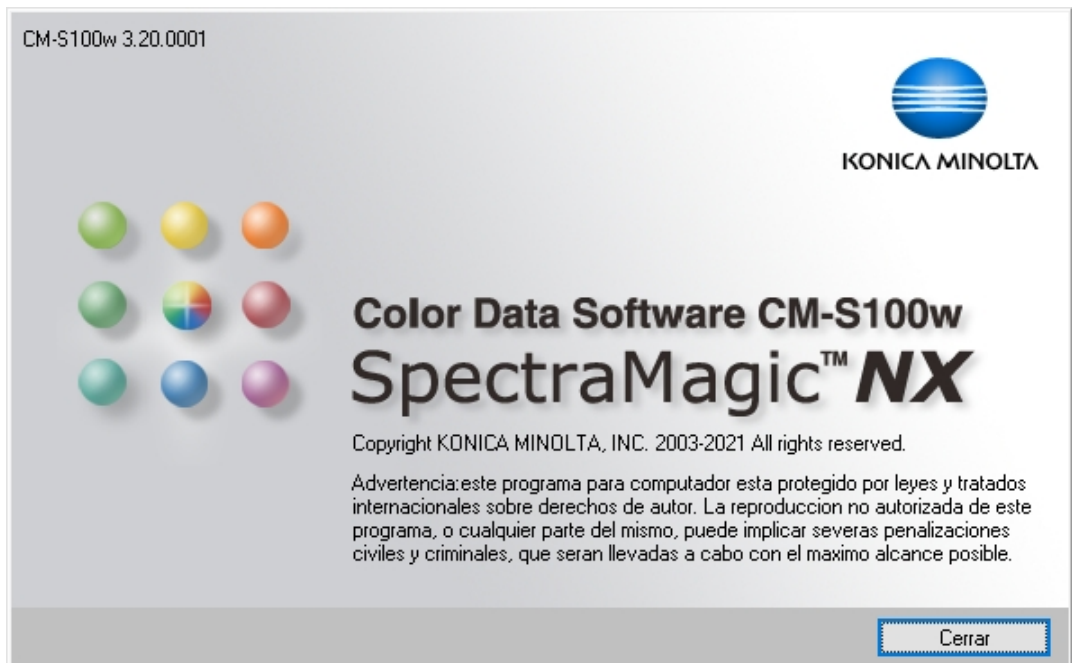 CM-S100w 3.20.0001
KONICA MINOLTA
Color Data Software CM-S100w
SpectraMagic™ NX
Copyright KONICA MINOLTA, INC. 2003-2021 All rights reserved.
Advertencia:este programa para computador esta protegido por leyes y tratados
internacionales sobre derechos de autor. La reproduccion no autorizada de este
programa, o cualquier parte del mismo, puede implicar severas penalizaciones
civiles y criminales, que seran llevadas a cabo con el maximo alcance posible.
Cerrar